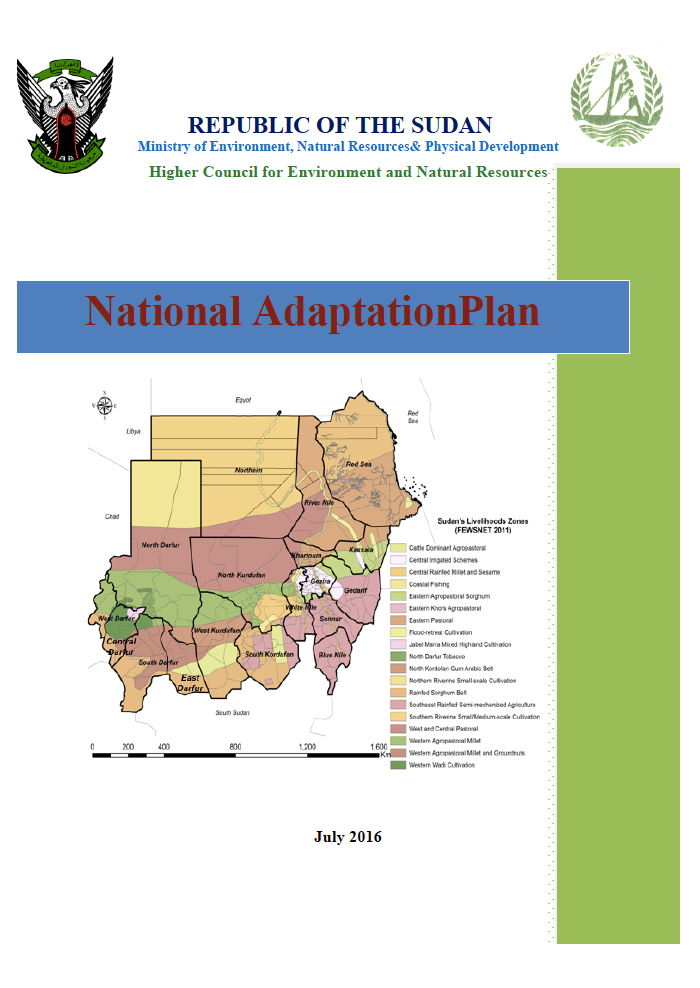 REPUBLIC OF THE SUDAN
Ministry of Environment, Natural Resources& Physical Development
Higher Council for Environment and Natural Resources
National AdaptationPlan
Egypt
Red
Sea
Libya
Northern
Red Sea
River Nile
Chad
Sudan's Livelihoods Zones
(FEWSNET 2011)
North Darfur
Khartoum
Kassala
North Kurdufan
Gezira
Gedarif
White Nile
Sennar
West Darfur
West Kurdufan
Central
Darfur
South Darfur
South Kordofan
Blue Nile
East
Darfur
South Sudan
Cattle Dominant Agropastoral
Central Irrigated Schemes
Central Rainfed Millet and Sesame
Coastal Fishing
Eastern Agropastoral Sorghum
Eastern Khors Agropastoral
Eastern Pastoral
Flood-retreat Cultivation
Jabel Marra Mixed Highland Cultivation
North Darfur Tobacco
North Kordofan Gum Arabic Belt
Northern Riverine Small-scale Cultivation
Rainfed Sorghum Belt
Southeast Rainfed Semi-mechanized Agriculture
Southern Riverine Small/Medium-scale Cultivation
West and Central Pastoral
Western Agropastoral Millet
Western Agropastoral Millet and Groundnuts
Western Wadi Cultivation
0 200 400 800 1,200 1,600
Km
July 2016